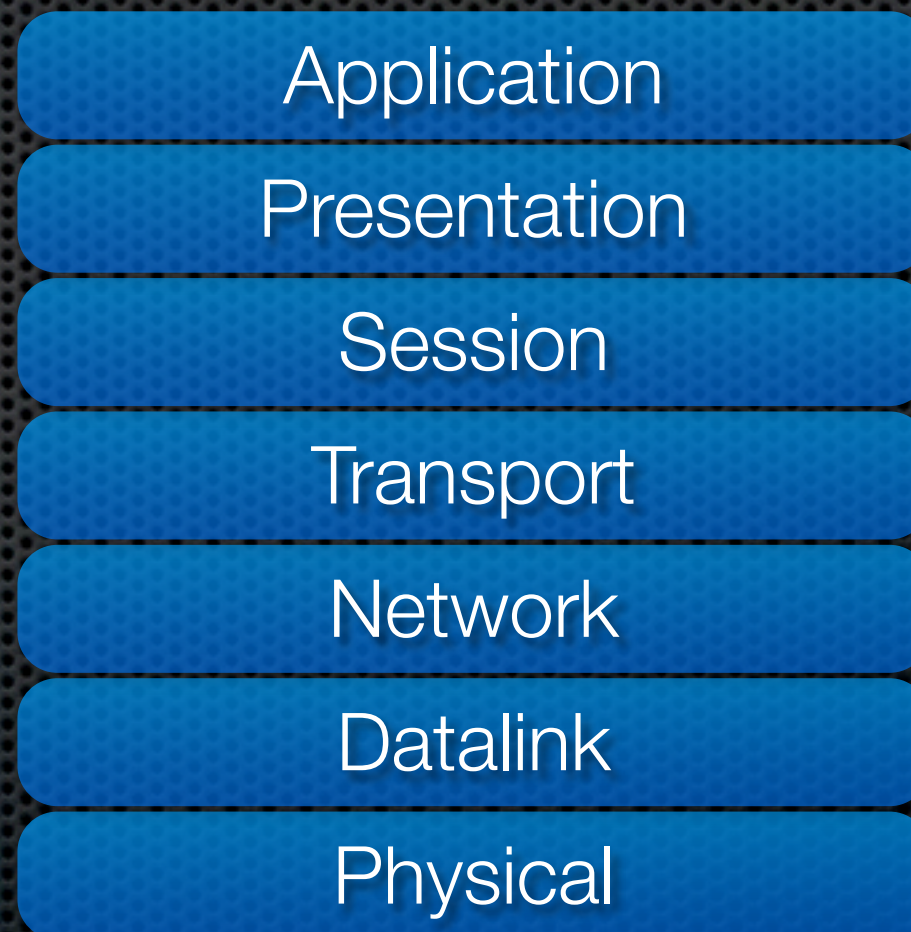 Application
Presentation
Session
Transport
Network
Datalink
Physical